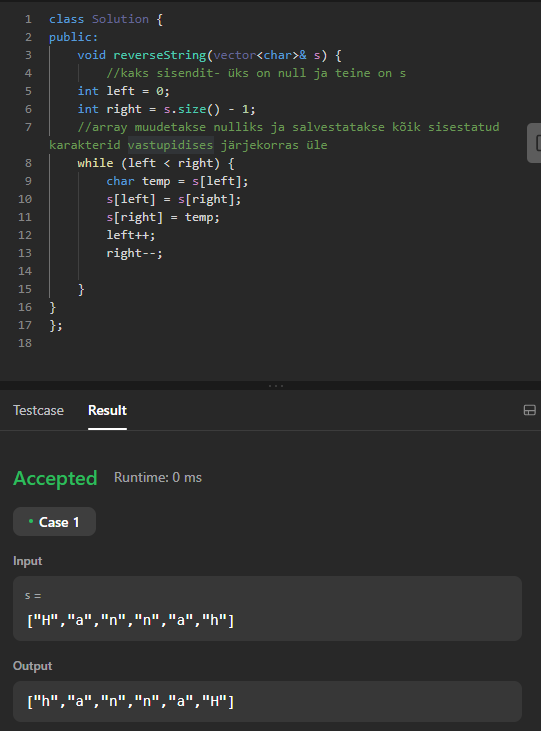 1 class Solution {
2 public:
3 void reverseString(vector<char>& s) {
4 //kaks sisendit- üks on null ja teine on s
5 int left = 0;
6 int right = s.size() - 1;
7 //array muudetakse nulliks ja salvestatakse kõik sisestatud
karakterid vastupidises järjekorras üle
8 while (left < right) {
9 char temp = s[left];
10 s[left] = s[right];
11 s[right] = temp;
12 left++;
13 right--;
14
15 }
16 }
17 };
18
Testcase Result
Accepted Runtime: 0 ms
• Case 1
Input
s =
["H","a","n","n","a","h"]
Output
["h","a","n","n","a","H"]